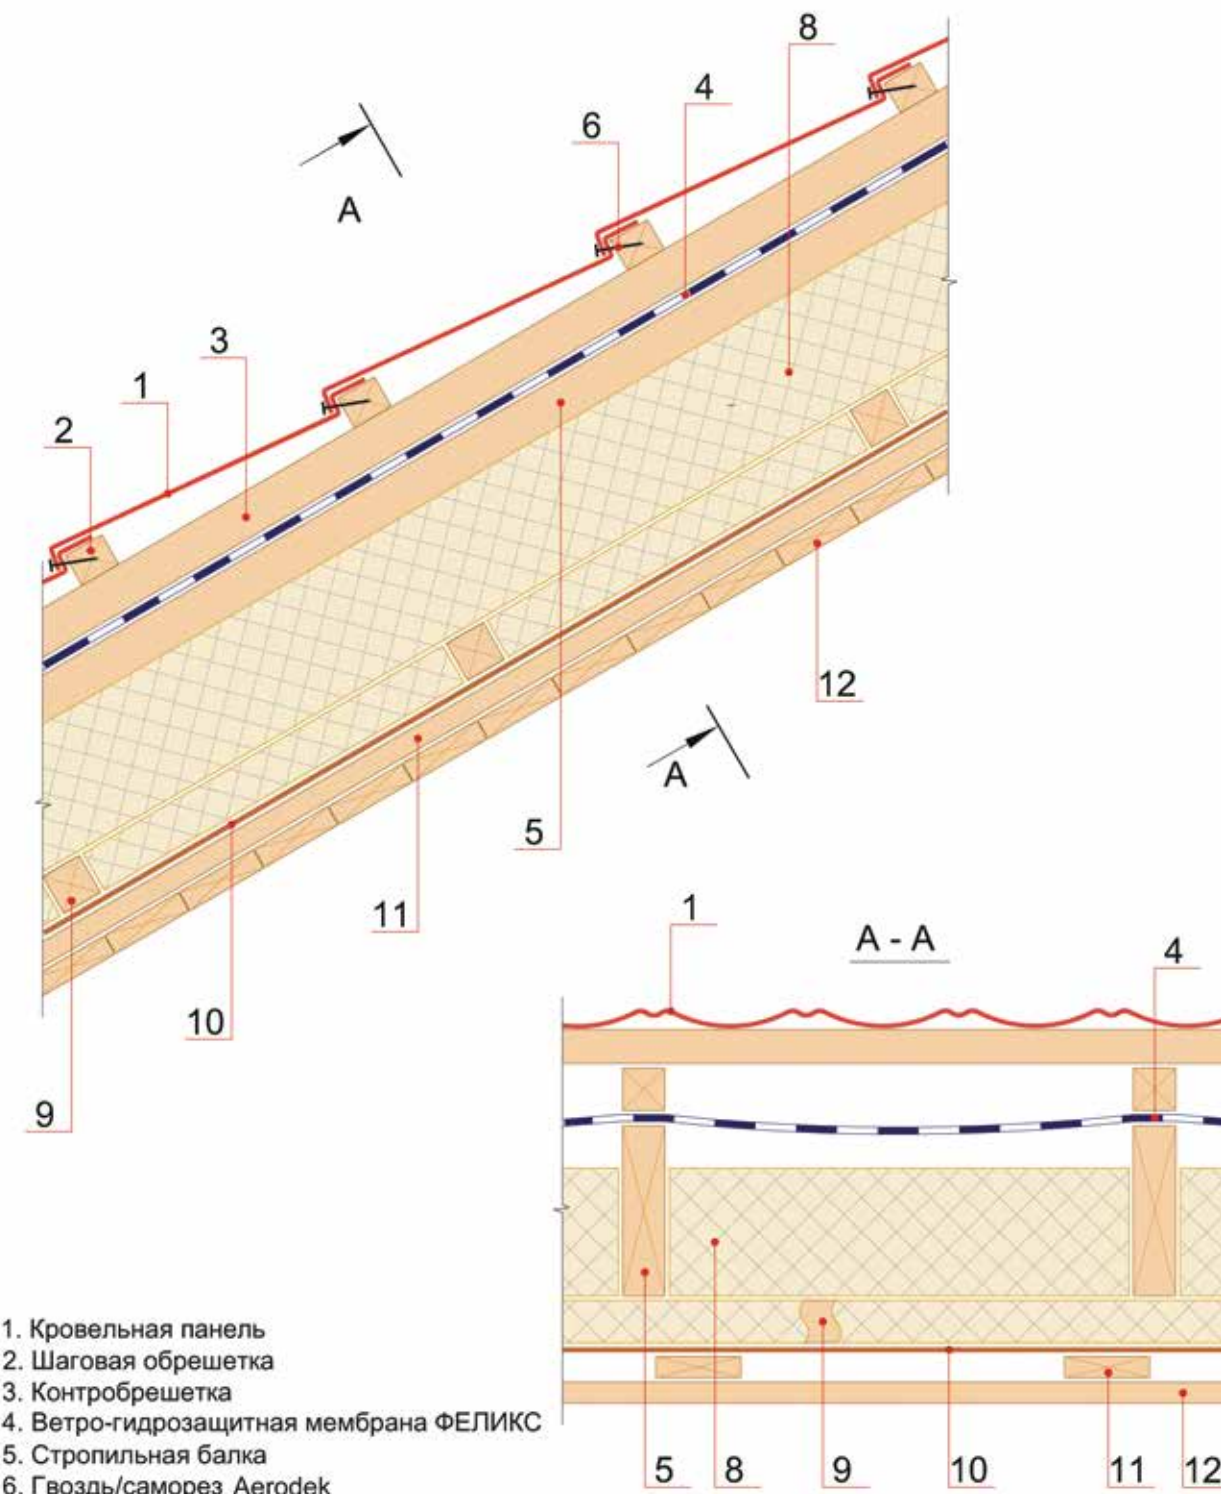 8
4
6
А
3
1
2
12
А
5
11
1
А - А
4
10
9
1. Кровельная панель
2. Шаговая обрешетка
3. Контробрешетка
4. Ветро-гидрозащитная мембрана ФЕЛИКС
5. Стропильная балка
6. Гвоздь/саморез Aerodek
5 8 9 10 11 12